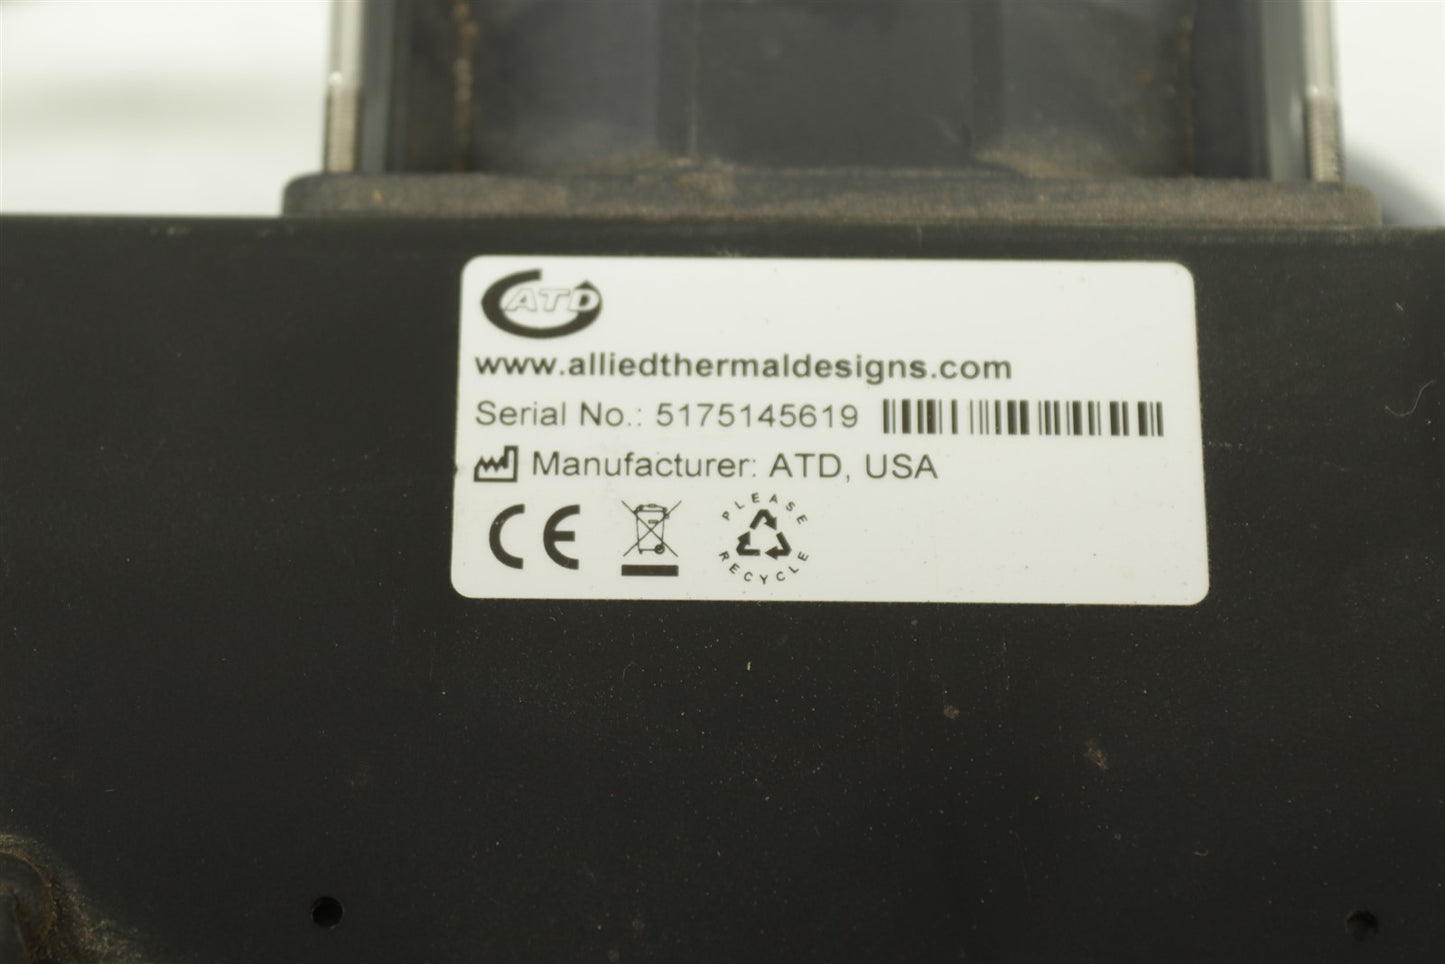 ATD
www.alliedthermaldesigns.com
Serial No.: 5175145619
Manufacturer: ATD, USA
CE
PLEASE
RECYCLE